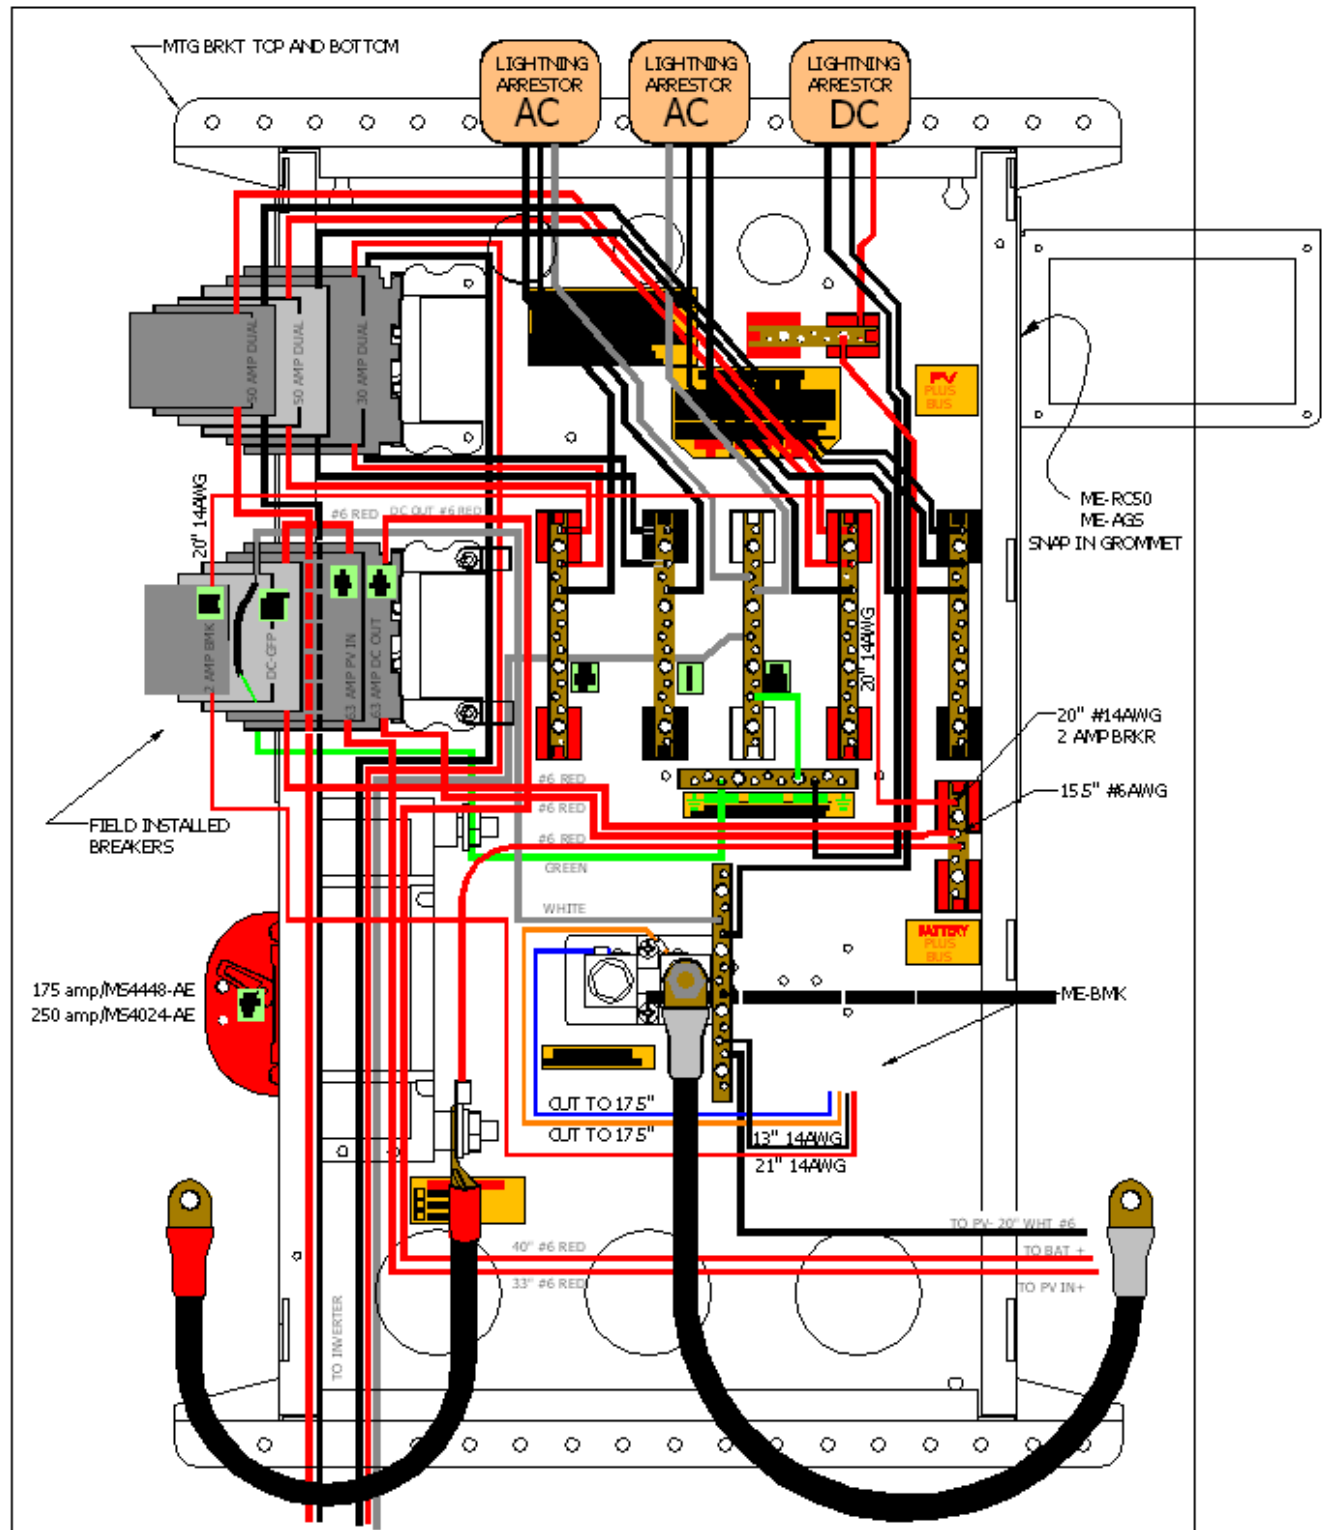 MTG BRKT TOP AND BOTTOM
LIGHTNING
ARRESTOR
AC
LIGHTNING
ARRESTOR
AC
LIGHTNING
ARRESTOR
DC
50 AMP DUAL
50 AMP DUAL
30 AMP DUAL
PV
PLUS
BUS
ME-RC50
ME-AGS
SNAP IN GROMMET
20" 14AWG
#6 RED
DC OUT #6 RED
2 AMP BMK
DC-GFP
63 AMP PV IN
63 AMP DC OUT
20" 14AWG
20" #14AWG
2 AMP BRKR
15.5" #6AWG
#6 RED
#6 RED
#6 RED
GREEN
WHITE
FIELD INSTALLED
BREAKERS
BATTERY
PLUS
BUS
175 amp/MS4448-AE
250 amp/MS4024-AE
ME-BMK
CUT TO 17.5"
CUT TO 17.5"
13" 14AWG
21" 14AWG
TO PV- 20" WHT #6
TO BAT +
TO PV IN+
40" #6 RED
33" #6 RED
TO INVERTER